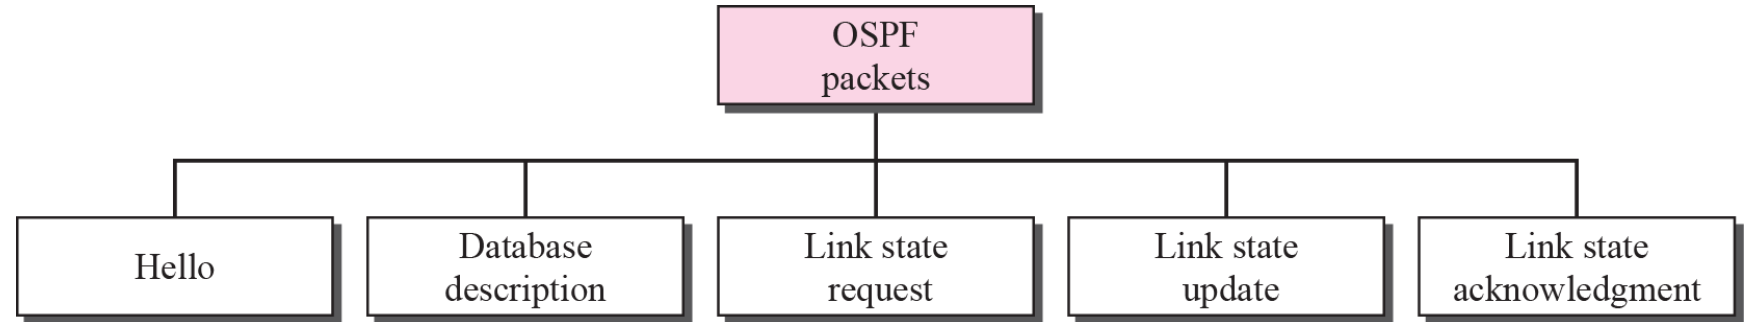 OSPF
packets
Hello
Database
description
Link state
request
Link state
update
Link state
acknowledgment